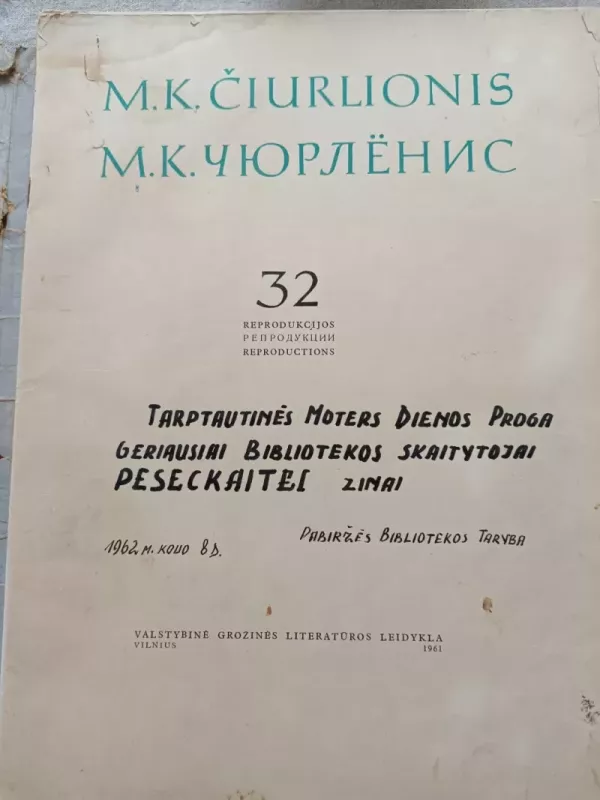 M.K.ČIURLIONIS
М.К.ЧЮРЛЁНИС
32
REPRODUKCIJOS
РЕПРОДУКЦИИ
REPRODUCTIONS
TARPTAUTINĖS MOTERS DIENOS PROGA
GERIAUSIAI BIBLIOTEKOS SKAITYTOJAI
PESECKAITEI ZINAI
1962 m. kovo 8 d.
PABIRŽĖS BIBLIOTEKOS TARYBA
VALSTYBINĖ GROŽINĖS LITERATŪROS LEIDYKLA
VILNIUS 1961